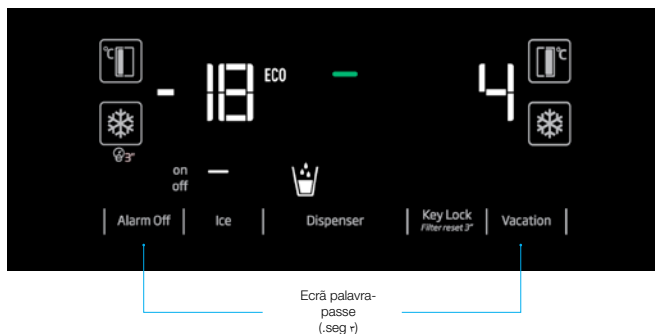 °C
- 18 ECO
4
°C
3"
on
off
Alarm Off
Ice
Dispenser
Key Lock
Filter reset 3"
Vacation
Ecrã palavra-
passe
(.seg ٣)